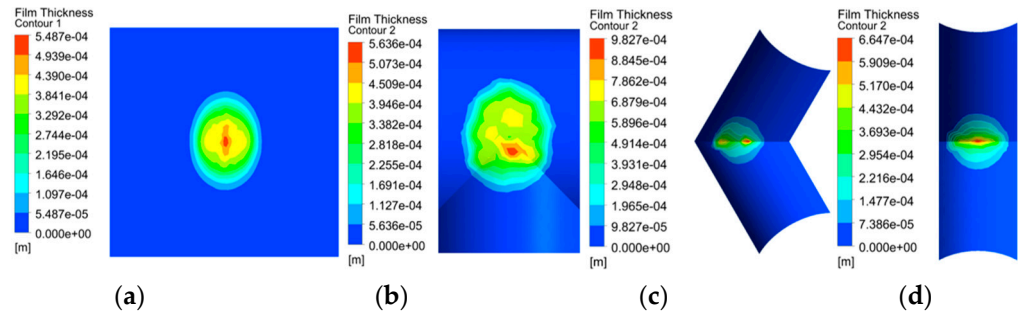 Film Thickness
Contour 1
5.487e-04
4.939e-04
4.390e-04
3.841e-04
3.292e-04
2.744e-04
2.195e-04
1.646e-04
1.097e-04
5.487e-05
0.000e+00
[m]
(a)
Film Thickness
Contour 2
5.636e-04
5.073e-04
4.509e-04
3.946e-04
3.382e-04
2.818e-04
2.255e-04
1.691e-04
1.127e-04
5.636e-05
0.000e+00
[m]
(b)
Film Thickness
Contour 2
9.827e-04
8.845e-04
7.862e-04
6.879e-04
5.896e-04
4.914e-04
3.931e-04
2.948e-04
1.965e-04
9.827e-05
0.000e+00
[m]
(c)
Film Thickness
Contour 2
6.647e-04
5.909e-04
5.170e-04
4.432e-04
3.693e-04
2.954e-04
2.216e-04
1.477e-04
7.386e-05
0.000e+00
[m]
(d)